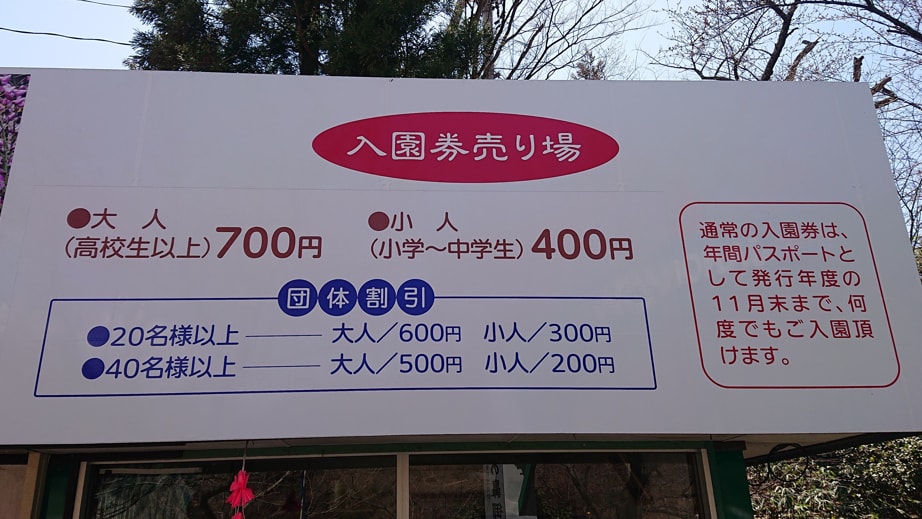 入園券売り場
●大人
(高校生以上)700円
●小人
(小学～中学生)400円
団体割引
●20名様以上 ―― 大人／600円 小人／300円
●40名様以上 ―― 大人／500円 小人／200円
通常の入園券は、
年間パスポートと
して発行年度の
11月末まで、何
度でもご入園頂
けます。